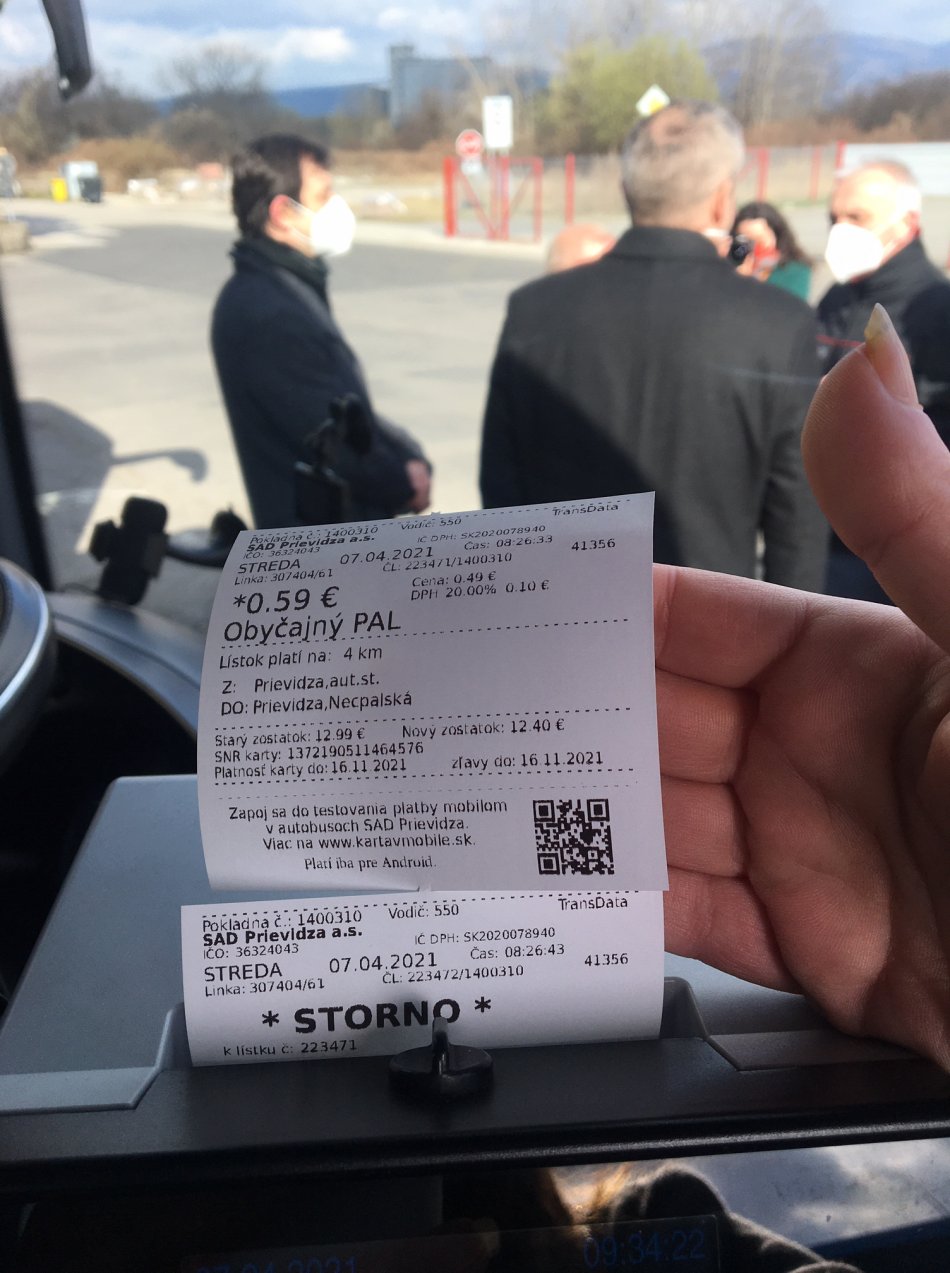 Pokladna č.: 1400310 Vodič: 550 TransData
SAD Prievidza a.s. IČ DPH: SK2020078940
IČO: 36324043 Čas: 08:26:33
STREDA 07.04.2021 41356
Linka: 307404/61 ČL: 223471/1400310
*0.59 € Cena: 0.49 €
DPH 20.00% 0.10 €
Obyčajný PAL
Lístok platí na: 4 km
Z: Prievidza,aut.st.
DO: Prievidza,Necpalská
Starý zostatok: 12.99 € Nový zostatok: 12.40 €
SNR karty: 1372190511464576
Platnosť karty do: 16.11.2021 zľavy do: 16.11.2021
Zapoj sa do testovania platby mobilom
v autobusoch SAD Prievidza.
Viac na www.kartavmobile.sk.
Platí iba pre Android.
Pokladna č.: 1400310 Vodič: 550 TransData
SAD Prievidza a.s. IČ DPH: SK2020078940
IČO: 36324043 Čas: 08:26:43
STREDA 07.04.2021 41356
Linka: 307404/61 ČL: 223472/1400310
* STORNO *
k lístku č: 223471
07.04.2021 09:34:22